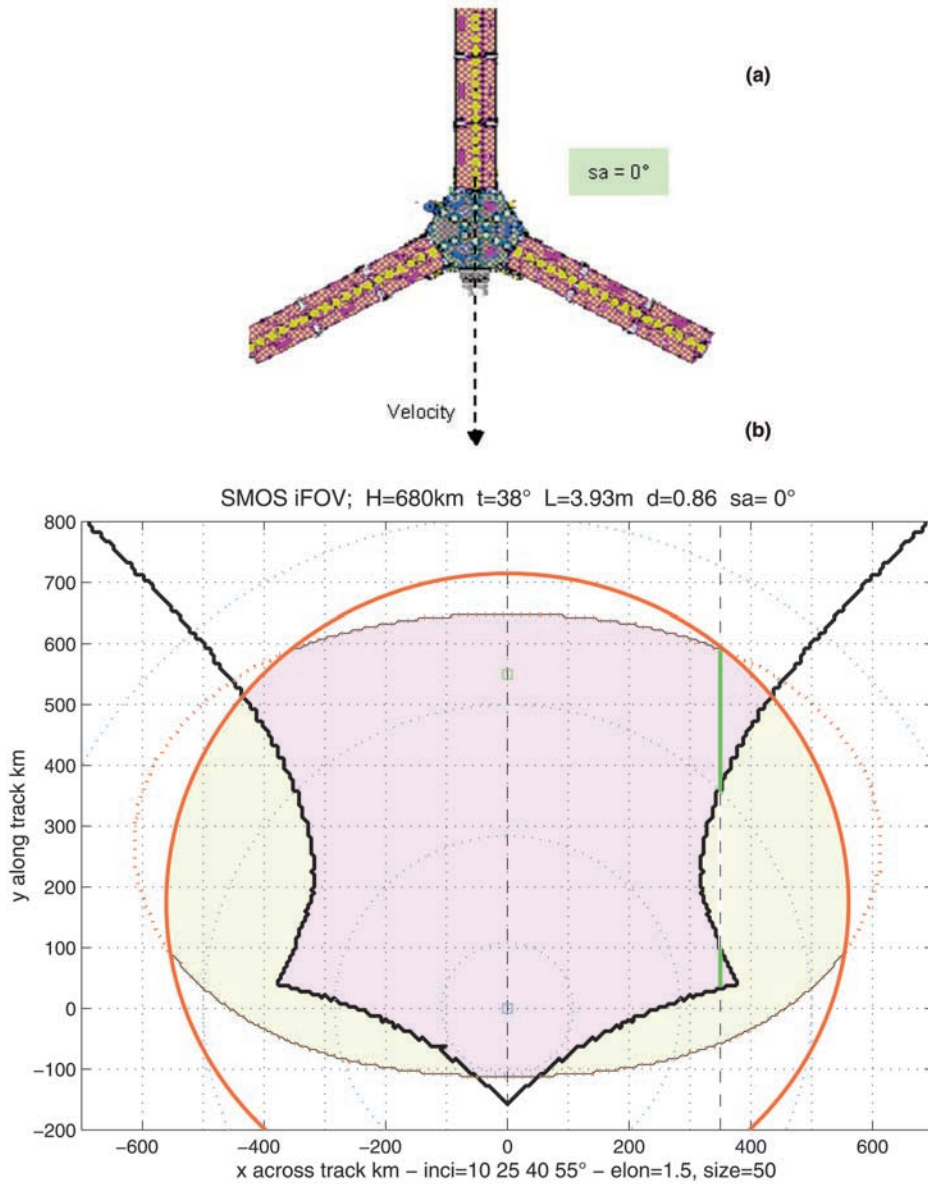 (a)
sa = 0°
Velocity
(b)
SMOS iFOV; H=680km t=38° L=3.93m d=0.86 sa= 0°
800
700
600
500
400
300
200
100
0
−100
−200
y along track km
−600 −400 −200 0 200 400 600
x across track km − inci=10 25 40 55° − elon=1.5, size=50